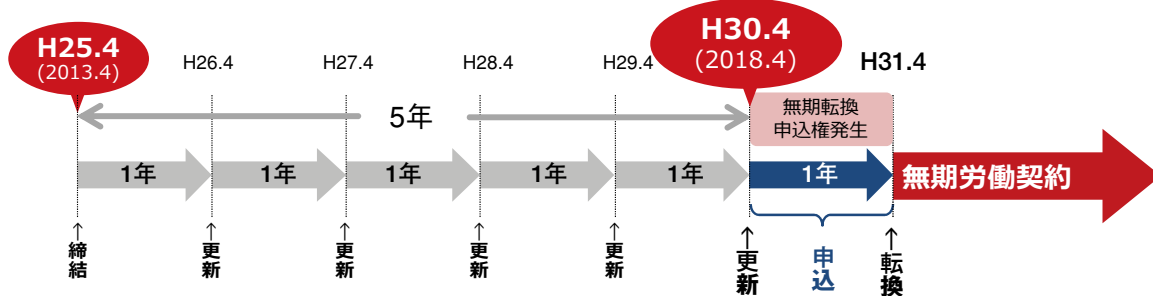 H25.4
(2013.4)
H26.4
H27.4
H28.4
H29.4
H30.4
(2018.4)
H31.4
5年
無期転換
申込権発生
1年
1年
1年
1年
1年
1年
無期労働契約
↑締結
↑更新
↑更新
↑更新
↑更新
↑更新
申込
↑転換